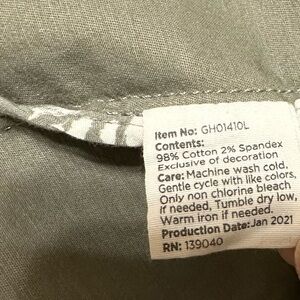 Item No: GH01410L
Contents:
98% Cotton 2% Spandex
Exclusive of decoration
Care: Machine wash cold,
Gentle cycle with like colors,
Only non chlorine bleach
if needed, Tumble dry low,
Warm iron if needed.
Production Date: Jan 2021
RN: 139040